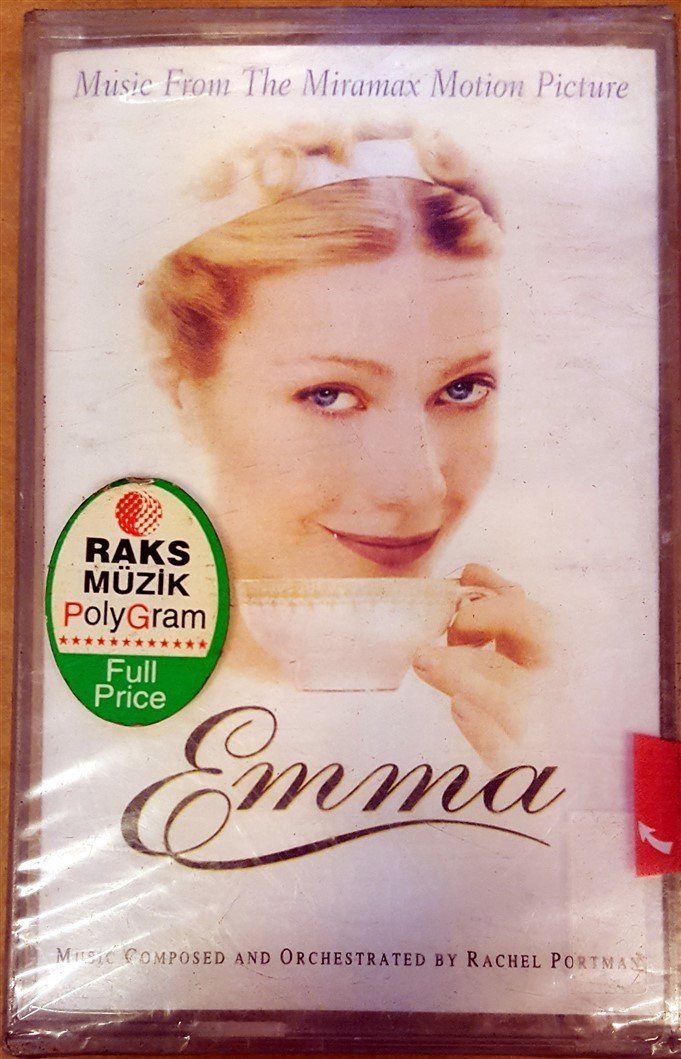 Music From The Miramax Motion Picture
RAKS
MÜZİK
PolyGram
Full
Price
Emma
MUSIC COMPOSED AND ORCHESTRATED BY RACHEL PORTMAN